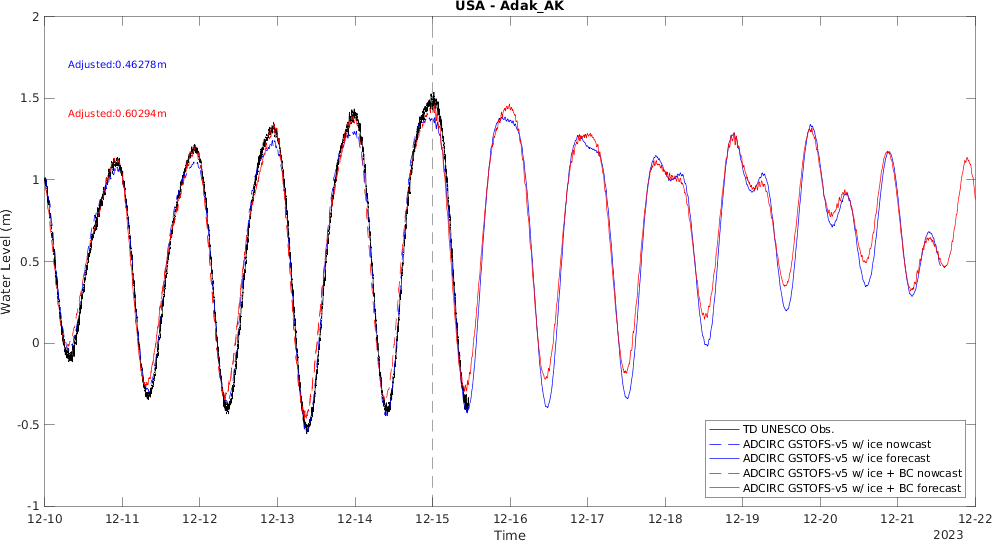 USA - Adak_AK
2
1.5
1
0.5
0
-0.5
-1
Water Level (m)
Adjusted:0.46278m
Adjusted:0.60294m
TD UNESCO Obs.
ADCIRC GSTOFS-v5 w/ ice nowcast
ADCIRC GSTOFS-v5 w/ ice forecast
ADCIRC GSTOFS-v5 w/ ice + BC nowcast
ADCIRC GSTOFS-v5 w/ ice + BC forecast
12-10 12-11 12-12 12-13 12-14 12-15 12-16 12-17 12-18 12-19 12-20 12-21 12-22
Time
2023